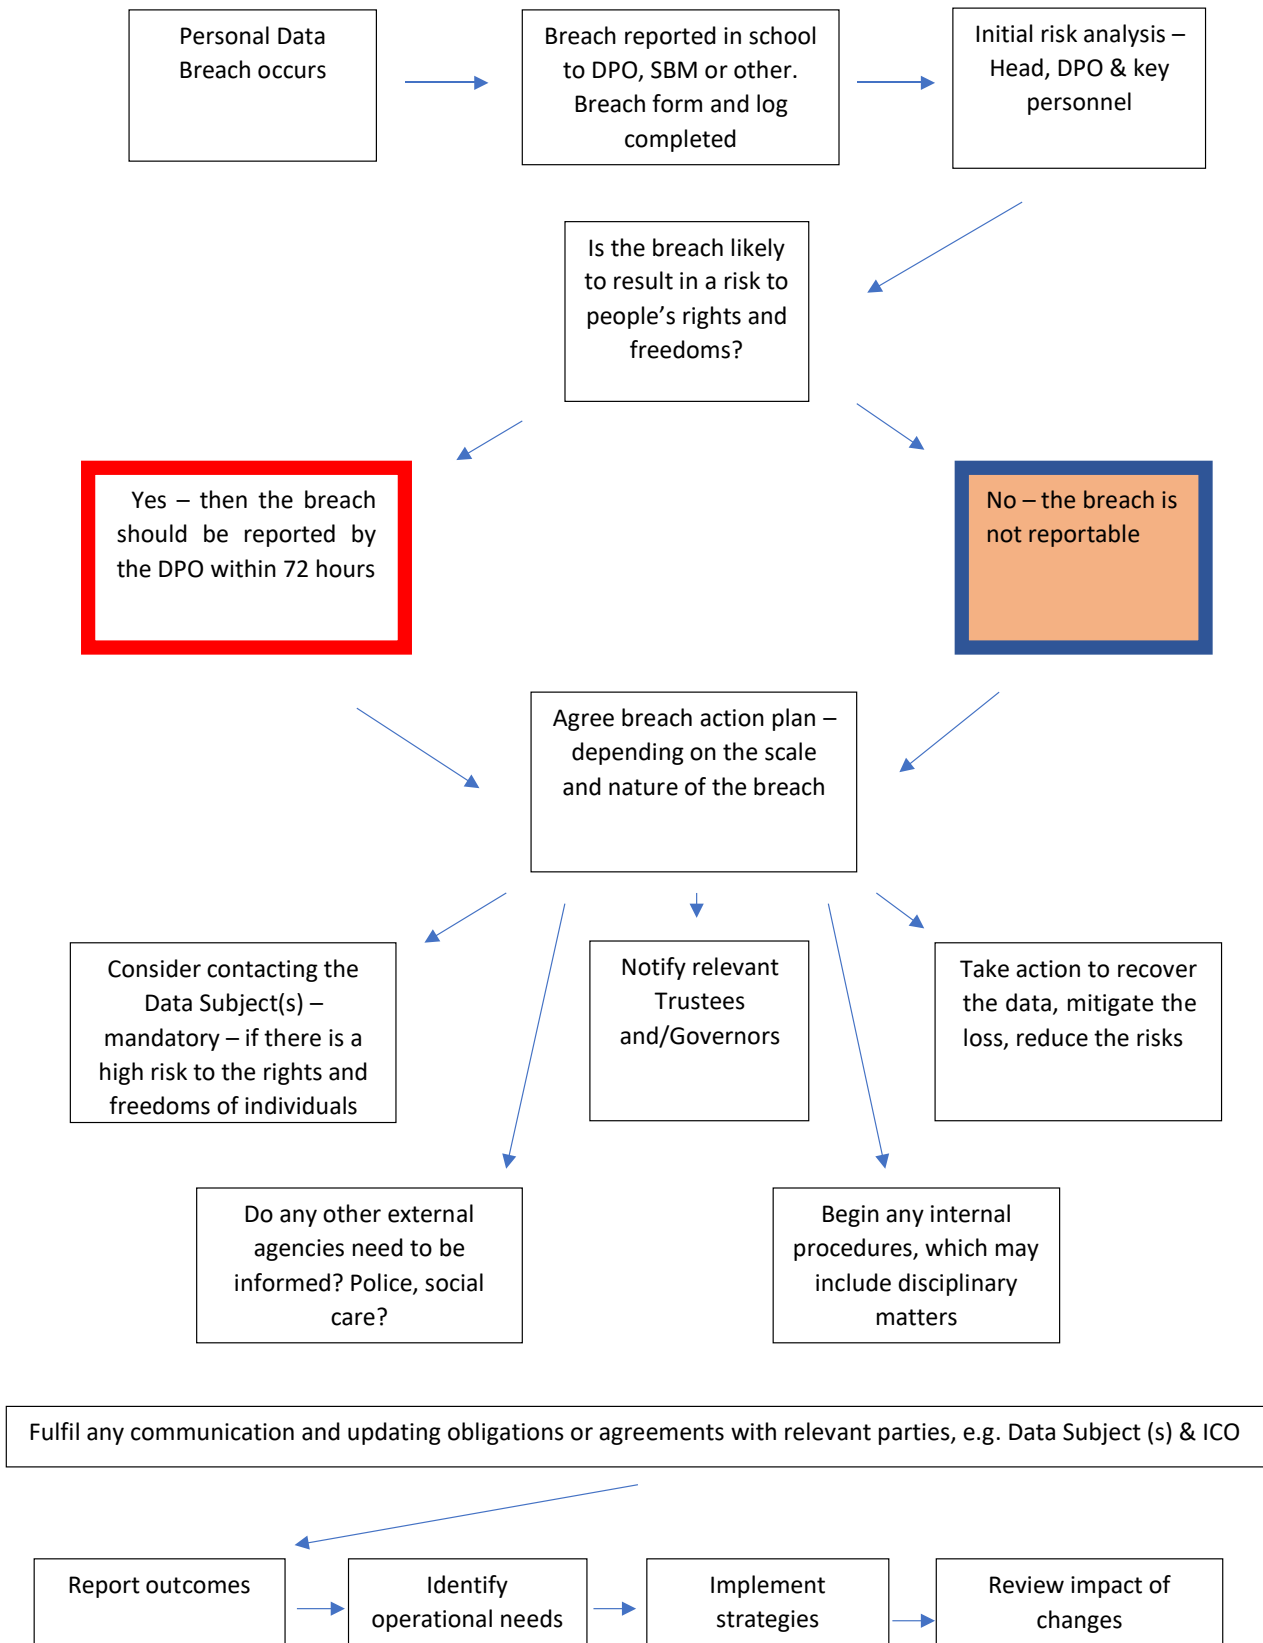 Personal Data
Breach occurs
Breach reported in school
to DPO, SBM or other.
Breach form and log
completed
Initial risk analysis –
Head, DPO & key
personnel
Is the breach likely
to result in a risk to
people’s rights and
freedoms?
Yes – then the breach
should be reported by
the DPO within 72 hours
No – the breach is
not reportable
Agree breach action plan –
depending on the scale
and nature of the breach
Consider contacting the
Data Subject(s) –
mandatory – if there is a
high risk to the rights and
freedoms of individuals
Notify relevant
Trustees
and/Governors
Take action to recover
the data, mitigate the
loss, reduce the risks
Do any other external
agencies need to be
informed? Police, social
care?
Begin any internal
procedures, which may
include disciplinary
matters
Fulfil any communication and updating obligations or agreements with relevant parties, e.g. Data Subject (s) & ICO
Report outcomes
Identify
operational needs
Implement
strategies
Review impact of
changes